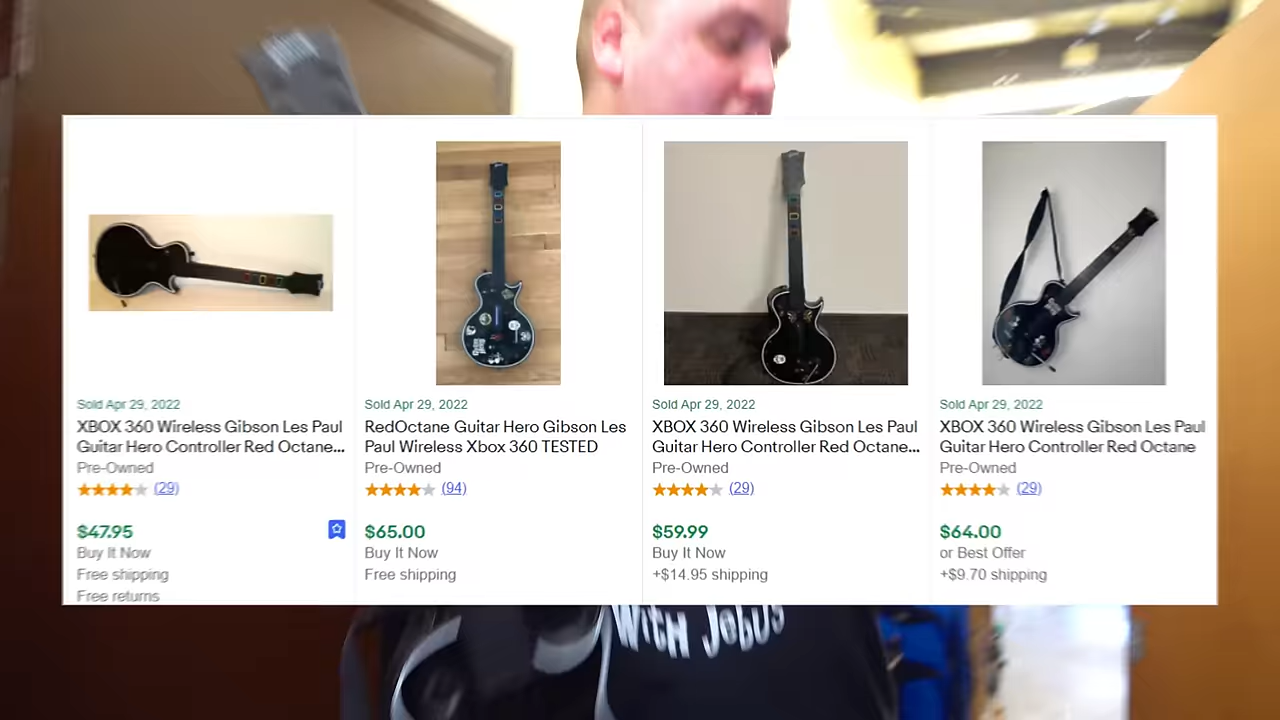 Sold Apr 29, 2022
XBOX 360 Wireless Gibson Les Paul
Guitar Hero Controller Red Octane...
Pre-Owned
(29)
$47.95
Buy It Now
Free shipping
Free returns
Sold Apr 29, 2022
RedOctane Guitar Hero Gibson Les
Paul Wireless Xbox 360 TESTED
Pre-Owned
(94)
$65.00
Buy It Now
Free shipping
Sold Apr 29, 2022
XBOX 360 Wireless Gibson Les Paul
Guitar Hero Controller Red Octane...
Pre-Owned
(29)
$59.99
Buy It Now
+$14.95 shipping
Sold Apr 29, 2022
XBOX 360 Wireless Gibson Les Paul
Guitar Hero Controller Red Octane
Pre-Owned
(29)
$64.00
or Best Offer
+$9.70 shipping
With Jebus